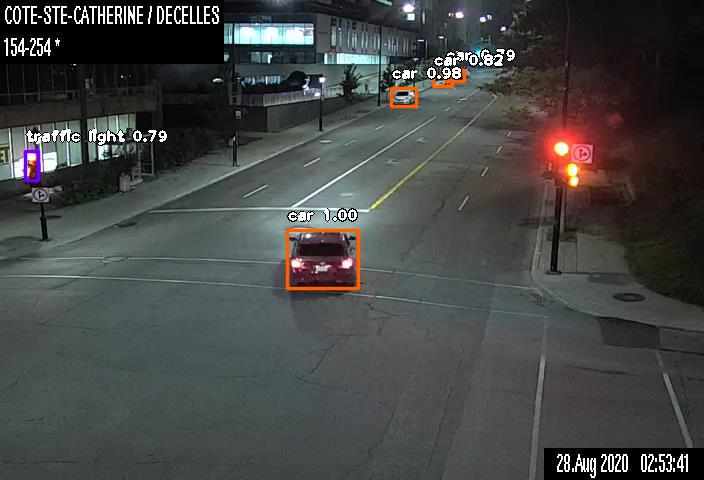 COTE-STE-CATHERINE / DECELLES
154-254 *
car 0.82
car 0.98
traffic light 0.79
car 1.00
28.Aug 2020 02:53:41